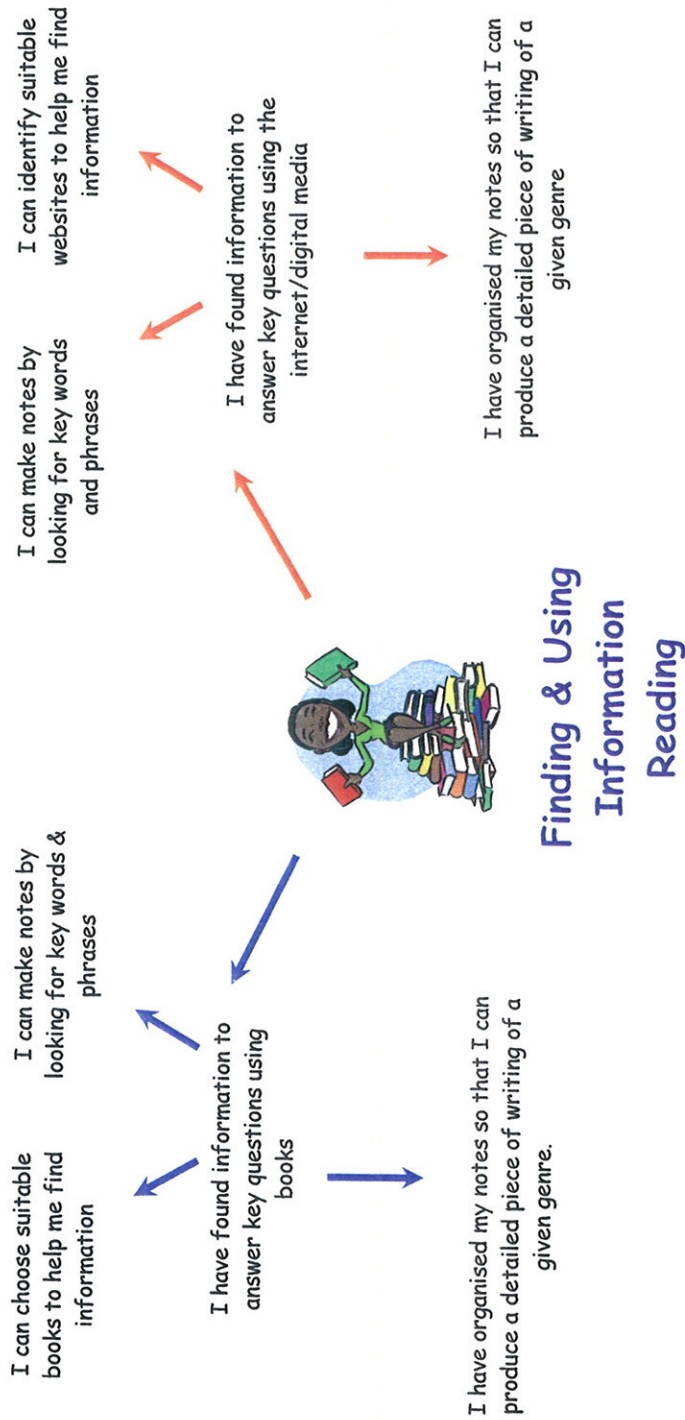 I can choose suitable
books to help me find
information
I can make notes by
looking for key words &
phrases
I can make notes by
looking for key words
and phrases
I can identify suitable
websites to help me find
information
I have found information to
answer key questions using
books
I have found information to
answer key questions using the
internet/digital media
I have organised my notes so that I can
produce a detailed piece of writing of a
given genre.
Finding & Using
Information
Reading
I have organised my notes so that I can
produce a detailed piece of writing of a
given genre